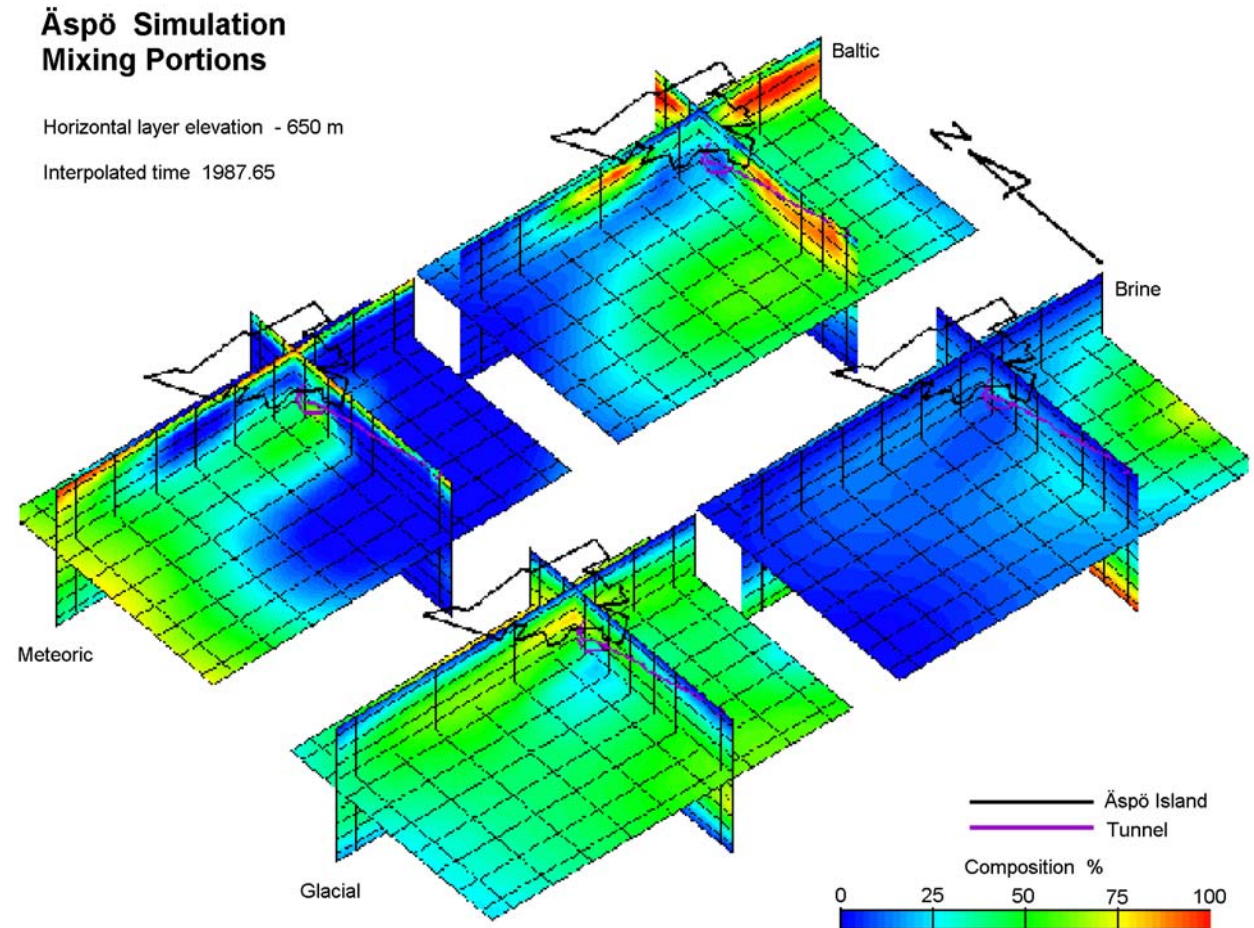 Äspö Simulation
Mixing Portions
Horizontal layer elevation - 650 m
Interpolated time 1987.65
Baltic
N
Brine
Meteoric
Glacial
Äspö Island
Tunnel
Composition %
0 25 50 75 100